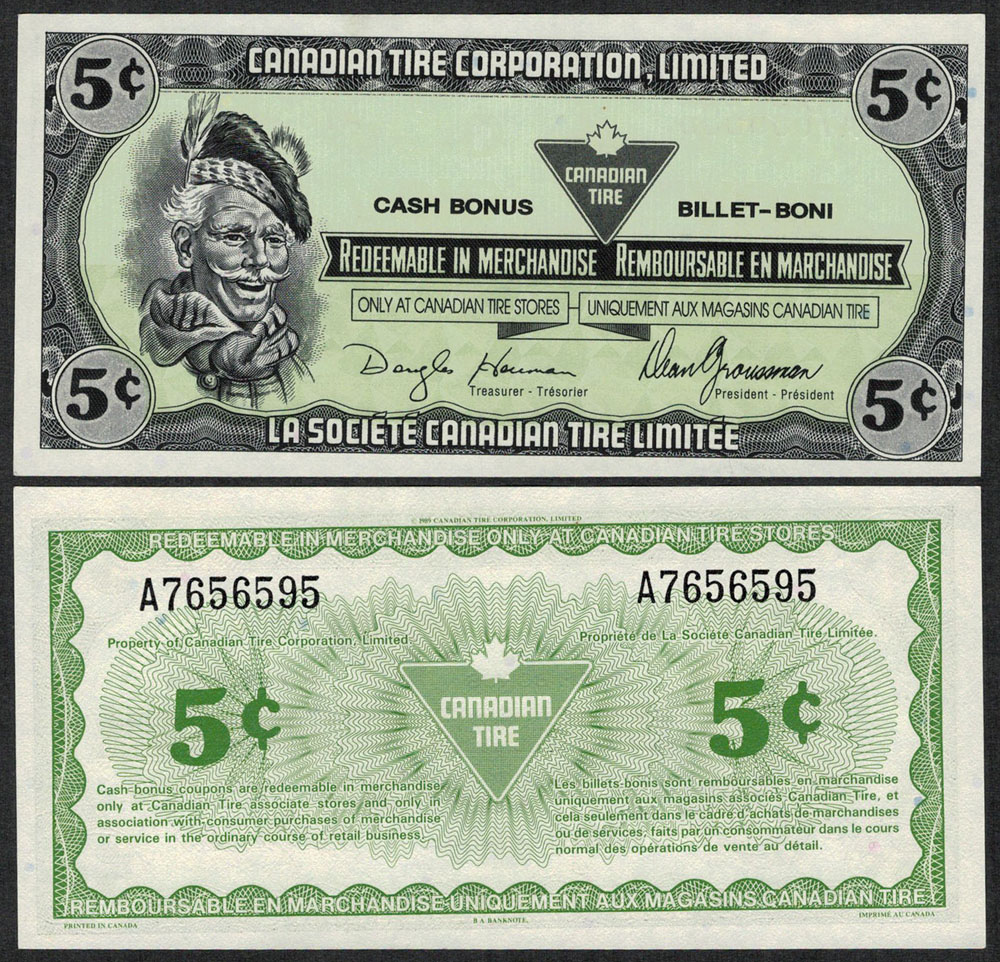 5¢
CANADIAN TIRE CORPORATION, LIMITED
5¢
CANADIAN
TIRE
CASH BONUS
BILLET-BONI
REDEEMABLE IN MERCHANDISE REMBOURSABLE EN MARCHANDISE
ONLY AT CANADIAN TIRE STORES
UNIQUEMENT AUX MAGASINS CANADIAN TIRE
Dean Groussman
Treasurer - Trésorier
President - Président
5¢
LA SOCIÉTÉ CANADIAN TIRE LIMITÉE
5¢
© 1989 CANADIAN TIRE CORPORATION, LIMITED
REDEEMABLE IN MERCHANDISE ONLY AT CANADIAN TIRE STORES
A7656595
A7656595
Property of Canadian Tire Corporation, Limited.
Propriété de La Société Canadian Tire Limitée.
5¢
CANADIAN
TIRE
5¢
Cash bonus coupons are redeemable in merchandise
only at Canadian Tire associate stores and only in
association with consumer purchases of merchandise
or service in the ordinary course of retail business.
Les billets-bonis sont remboursables en marchandise
uniquement aux magasins associés Canadian Tire, et
cela seulement dans le cadre d'achats de marchandises
ou de services, faits par un consommateur dans le cours
normal des opérations de vente au détail.
REMBOURSABLE EN MARCHANDISE UNIQUEMENT AUX MAGASINS CANADIAN TIRE
PRINTED IN CANADA
B A BANKNOTE,
IMPRIMÉ AU CANADA